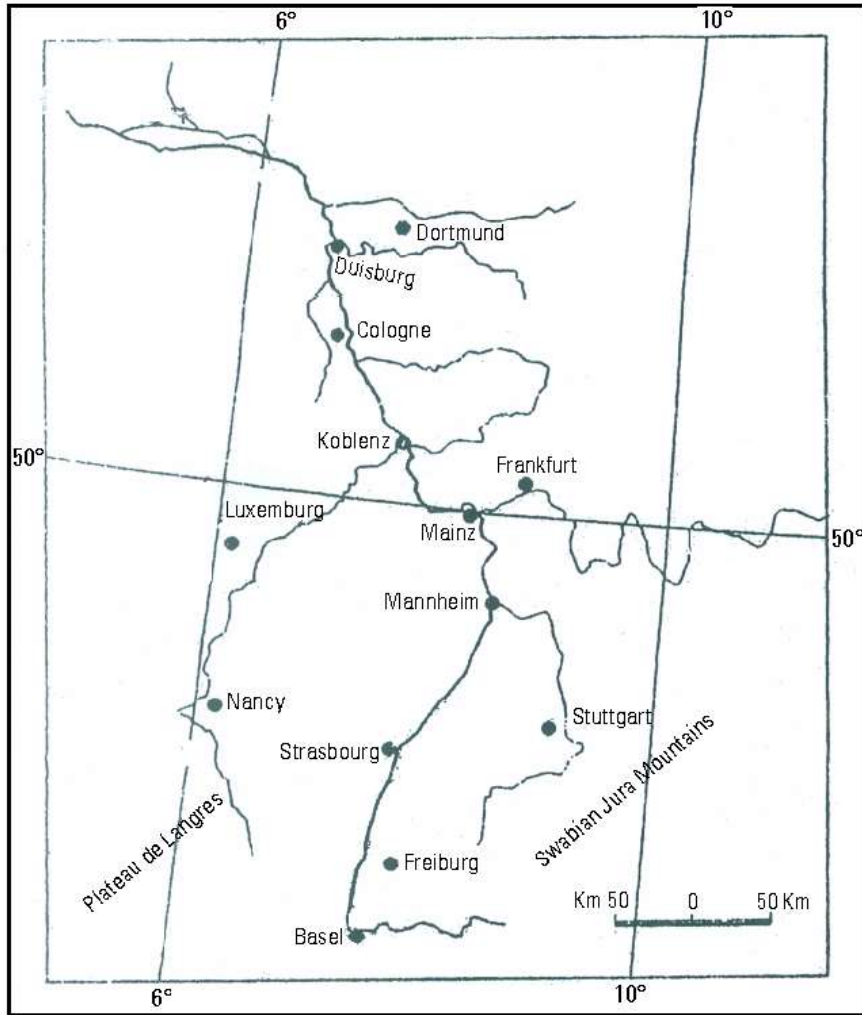 6°
10°
Dortmund
Duisburg
Cologne
Koblenz
50°
Frankfurt
Luxemburg
Mainz
50°
Mannheim
Nancy
Stuttgart
Strasbourg
Swabian Jura Mountains
Plateau de Langres
Freiburg
Km 50 0 50 Km
Basel
6°
10°